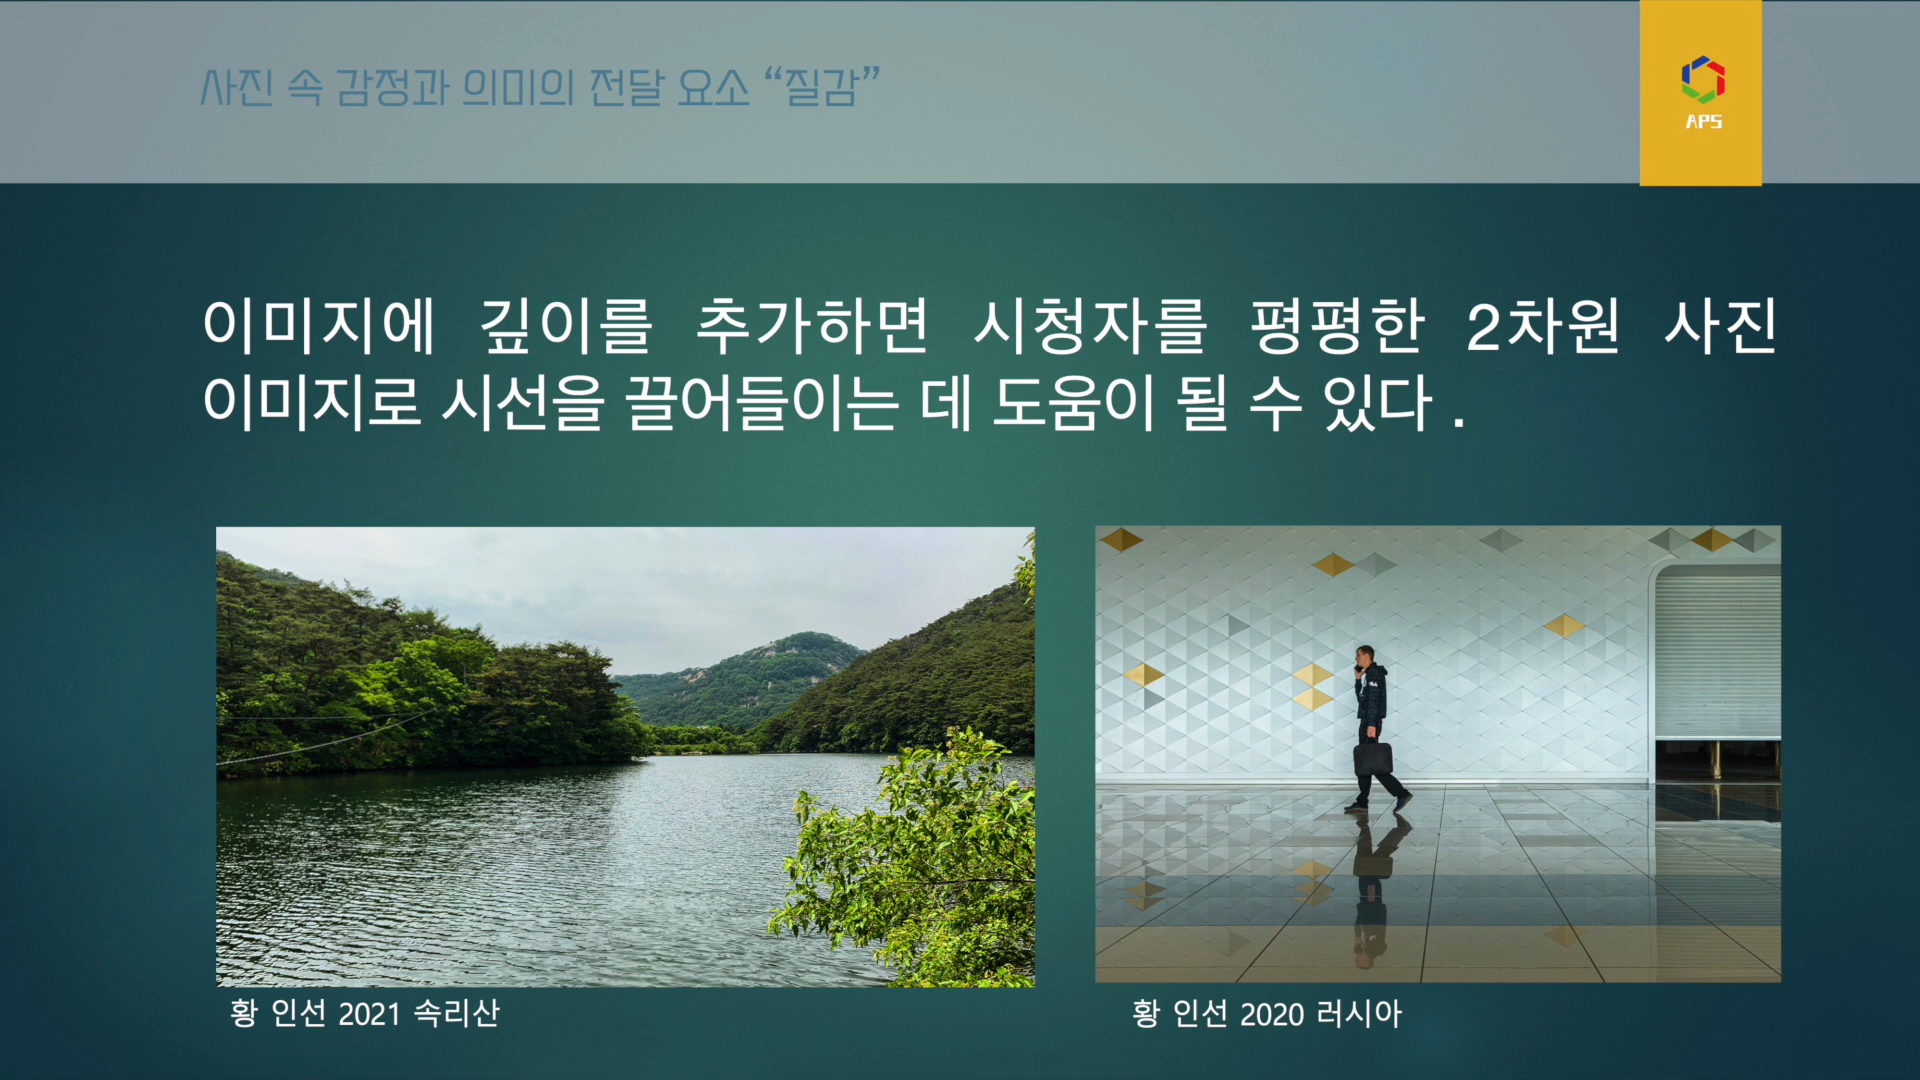 사진 속 감정과 의미의 전달 요소 “질감”
APS
이미지에 깊이를 추가하면 시청자를 평평한 2차원 사진
이미지로 시선을 끌어들이는 데 도움이 될 수 있다 .
황 인선 2021 속리산
황 인선 2020 러시아